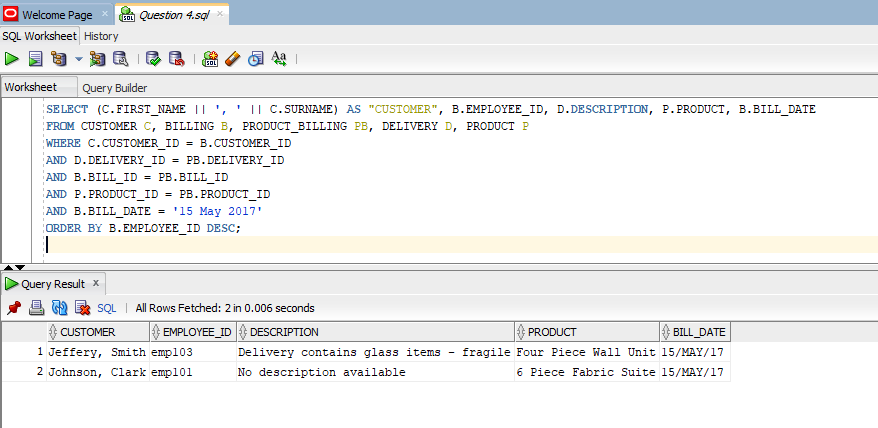 Welcome Page
Question 4.sql
SQL Worksheet History
Worksheet Query Builder
SELECT (C.FIRST_NAME || ', ' || C.SURNAME) AS "CUSTOMER", B.EMPLOYEE_ID, D.DESCRIPTION, P.PRODUCT, B.BILL_DATE
FROM CUSTOMER C, BILLING B, PRODUCT_BILLING PB, DELIVERY D, PRODUCT P
WHERE C.CUSTOMER_ID = B.CUSTOMER_ID
AND D.DELIVERY_ID = PB.DELIVERY_ID
AND B.BILL_ID = PB.BILL_ID
AND P.PRODUCT_ID = PB.PRODUCT_ID
AND B.BILL_DATE = '15 May 2017'
ORDER BY B.EMPLOYEE_ID DESC;
Query Result
SQL | All Rows Fetched: 2 in 0.006 seconds
CUSTOMER EMPLOYEE_ID DESCRIPTION PRODUCT BILL_DATE
1 Jeffery, Smith emp103 Delivery contains glass items - fragile Four Piece Wall Unit 15/MAY/17
2 Johnson, Clark emp101 No description available 6 Piece Fabric Suite 15/MAY/17